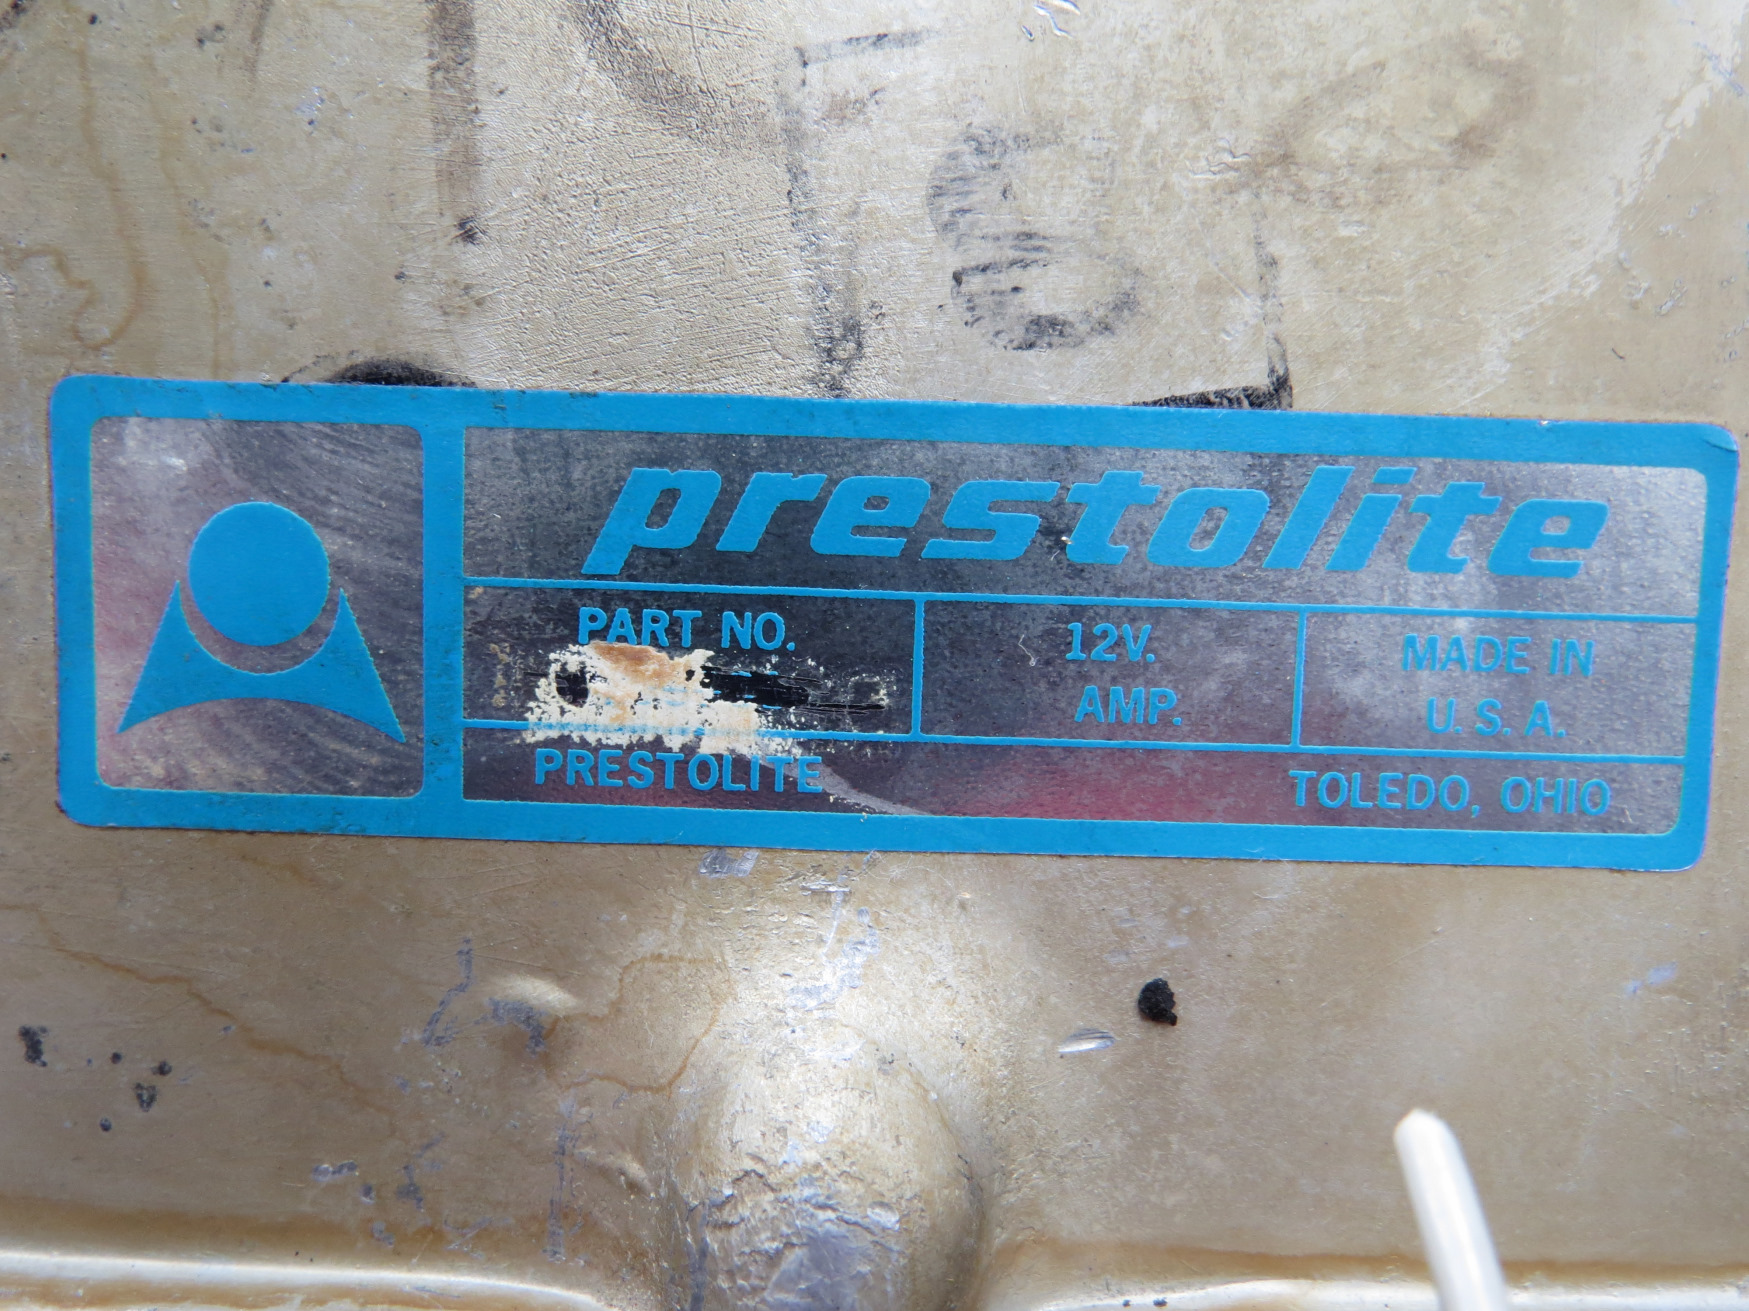 prestolite
PART NO.
12V.
AMP.
MADE IN
U. S. A.
PRESTOLITE
TOLEDO, OHIO